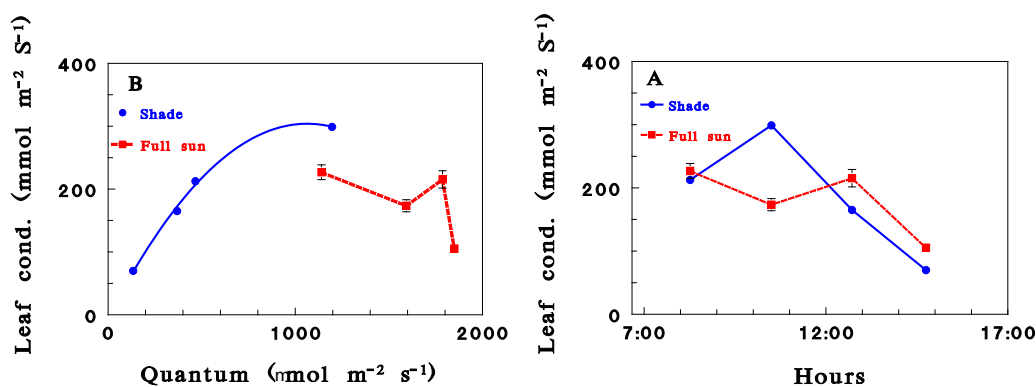 Leaf cond. (mmol m-2 S-1)
400
200
0
B
Shade
Full sun
0
1000
2000
Quantum (mmol m-2 s-1)
Leaf cond. (mmol m-2 S-1)
400
200
0
A
Shade
Full sun
7:00
12:00
17:00
Hours